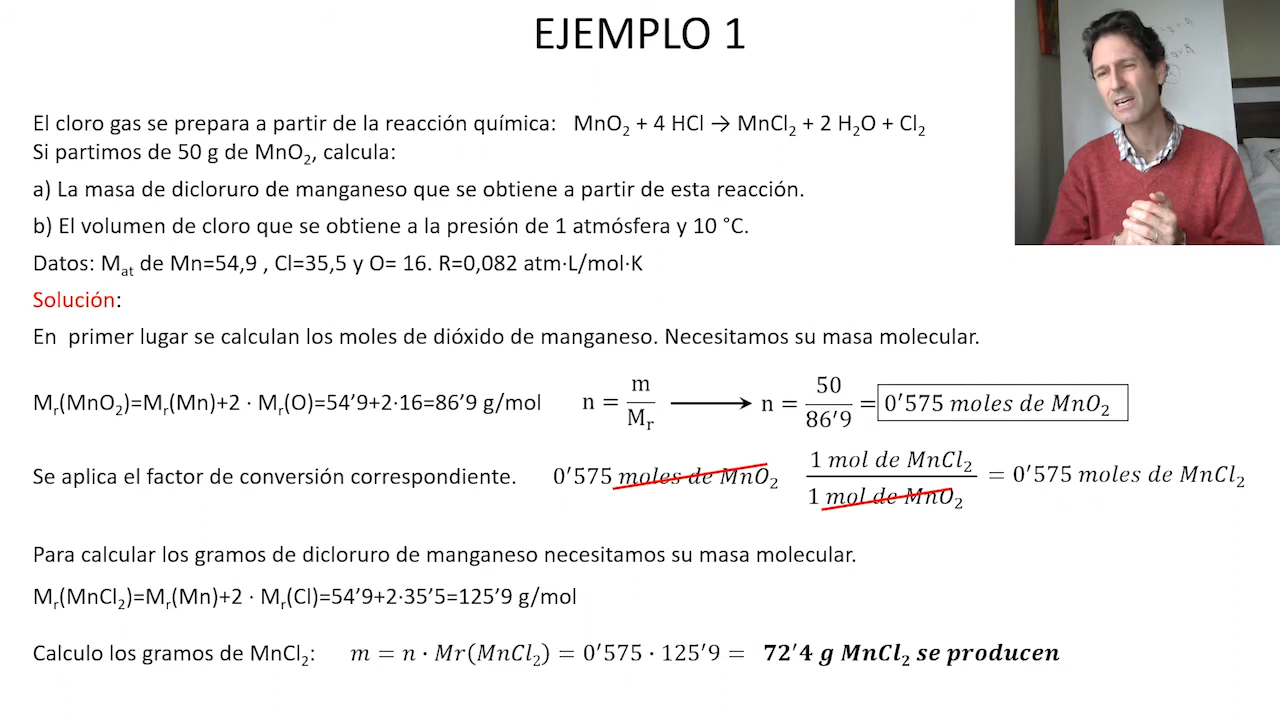 EJEMPLO 1
El cloro gas se prepara a partir de la reacción química: MnO₂ + 4 HCl → MnCl₂ + 2 H₂O + Cl₂
Si partimos de 50 g de MnO₂, calcula:
a) La masa de dicloruro de manganeso que se obtiene a partir de esta reacción.
b) El volumen de cloro que se obtiene a la presión de 1 atmósfera y 10 °C.
Datos: Mat de Mn=54,9 , Cl=35,5 y O= 16. R=0,082 atm·L/mol·K
Solución:
En primer lugar se calculan los moles de dióxido de manganeso. Necesitamos su masa molecular.
Mᵣ(MnO₂)=Mᵣ(Mn)+2 · Mᵣ(O)=54’9+2·16=86’9 g/mol n = m/Mᵣ ⟶ n = 50/86′9 = 0′575 moles de MnO₂
Se aplica el factor de conversión correspondiente. 0′575 moles de MnO₂ 1 mol de MnCl₂/1 mol de MnO₂ = 0′575 moles de MnCl₂
Para calcular los gramos de dicloruro de manganeso necesitamos su masa molecular.
Mᵣ(MnCl₂)=Mᵣ(Mn)+2 · Mᵣ(Cl)=54’9+2·35’5=125’9 g/mol
Calculo los gramos de MnCl₂: m = n · Mr(MnCl₂) = 0′575 · 125′9 = 72′4 g MnCl₂ se producen